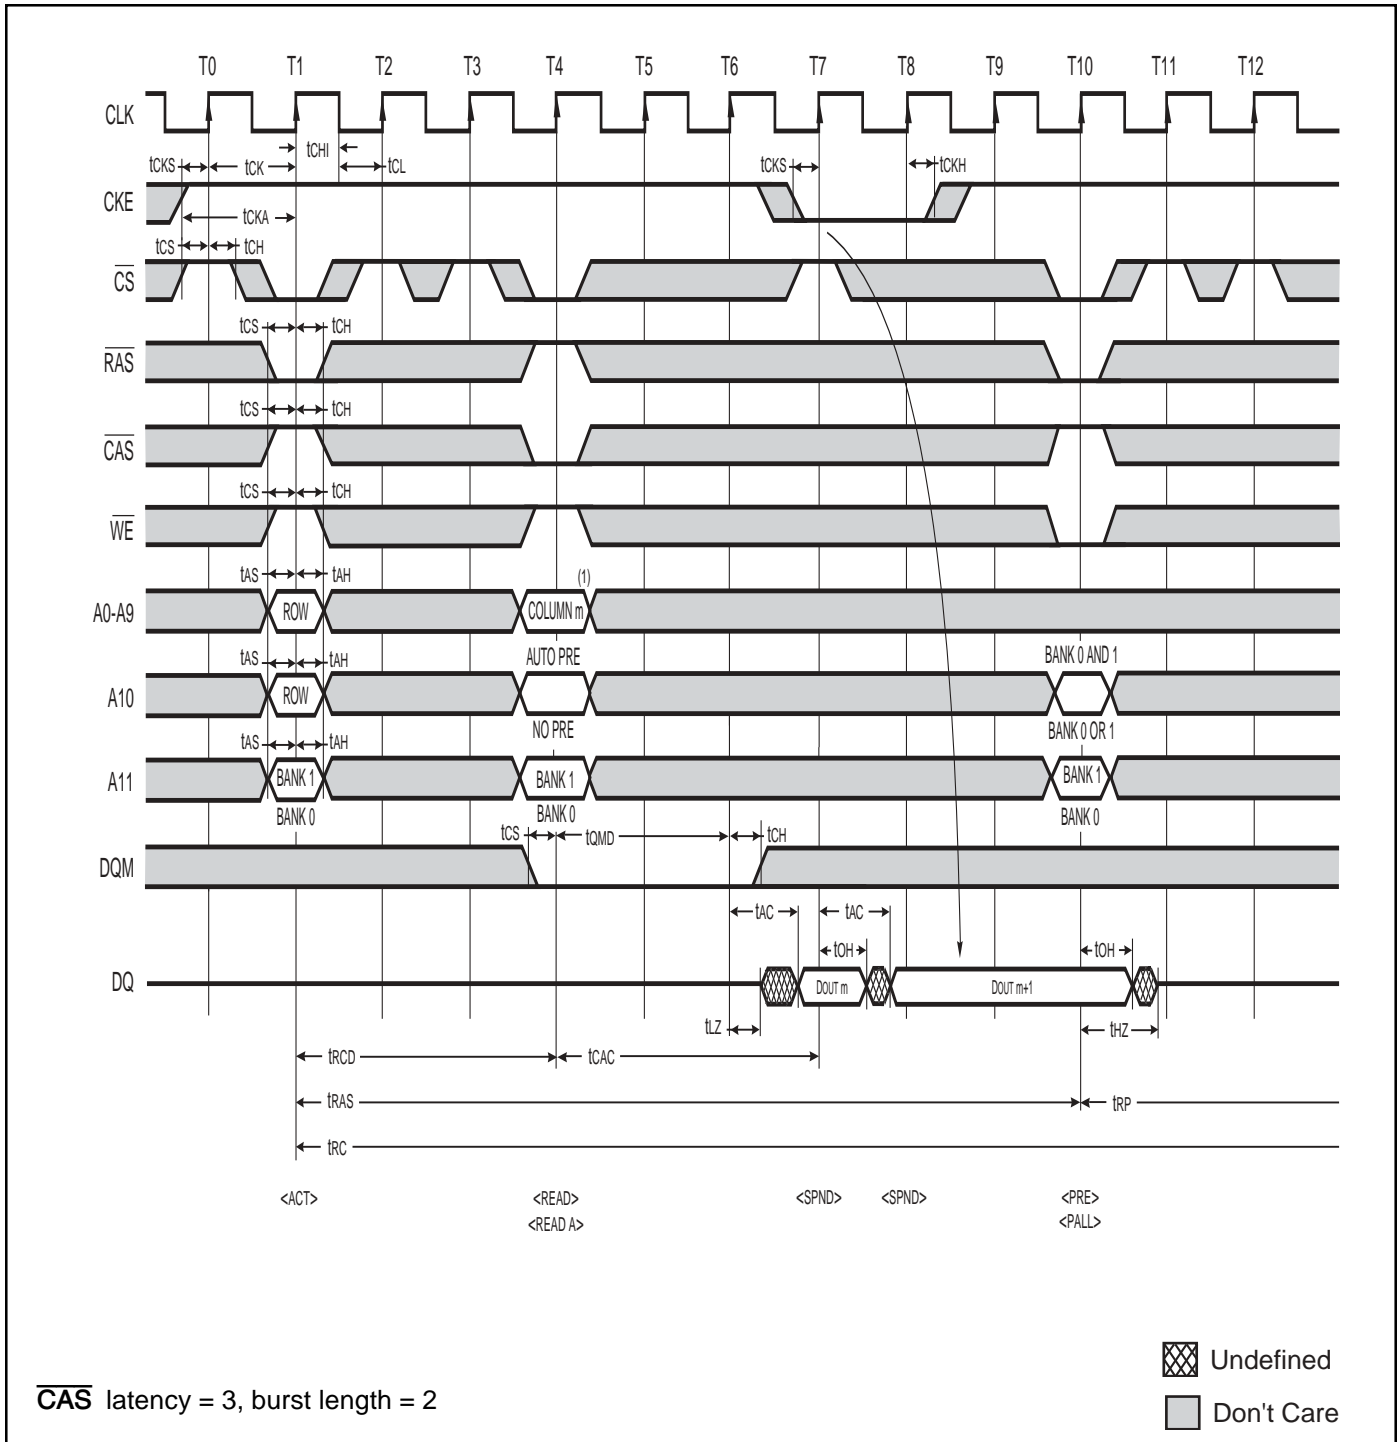 T0 T1 T2 T3 T4 T5 T6 T7 T8 T9 T10 T11 T12
CLK
tCHI
tCKS tCK tCL tCKS tCKH
CKE
tCKA
tCS tCH
CS
tCS tCH
RAS
tCS tCH
CAS
tCS tCH
WE
tAS tAH (1)
A0-A9 ROW COLUMN m
tAS tAH AUTO PRE BANK 0 AND 1
A10 ROW
NO PRE BANK 0 OR 1
tAS tAH
A11 BANK 1 BANK 1 BANK 1
BANK 0 BANK 0 BANK 0
tCS tQMD tCH
DQM
tAC tAC
tOH tOH
DQ DOUT m DOUT m+1
tLZ tHZ
tRCD tCAC
tRAS tRP
tRC
<ACT> <READ> <SPND> <SPND> <PRE>
<READ A> <PALL>
Undefined
CAS latency = 3, burst length = 2
Don't Care